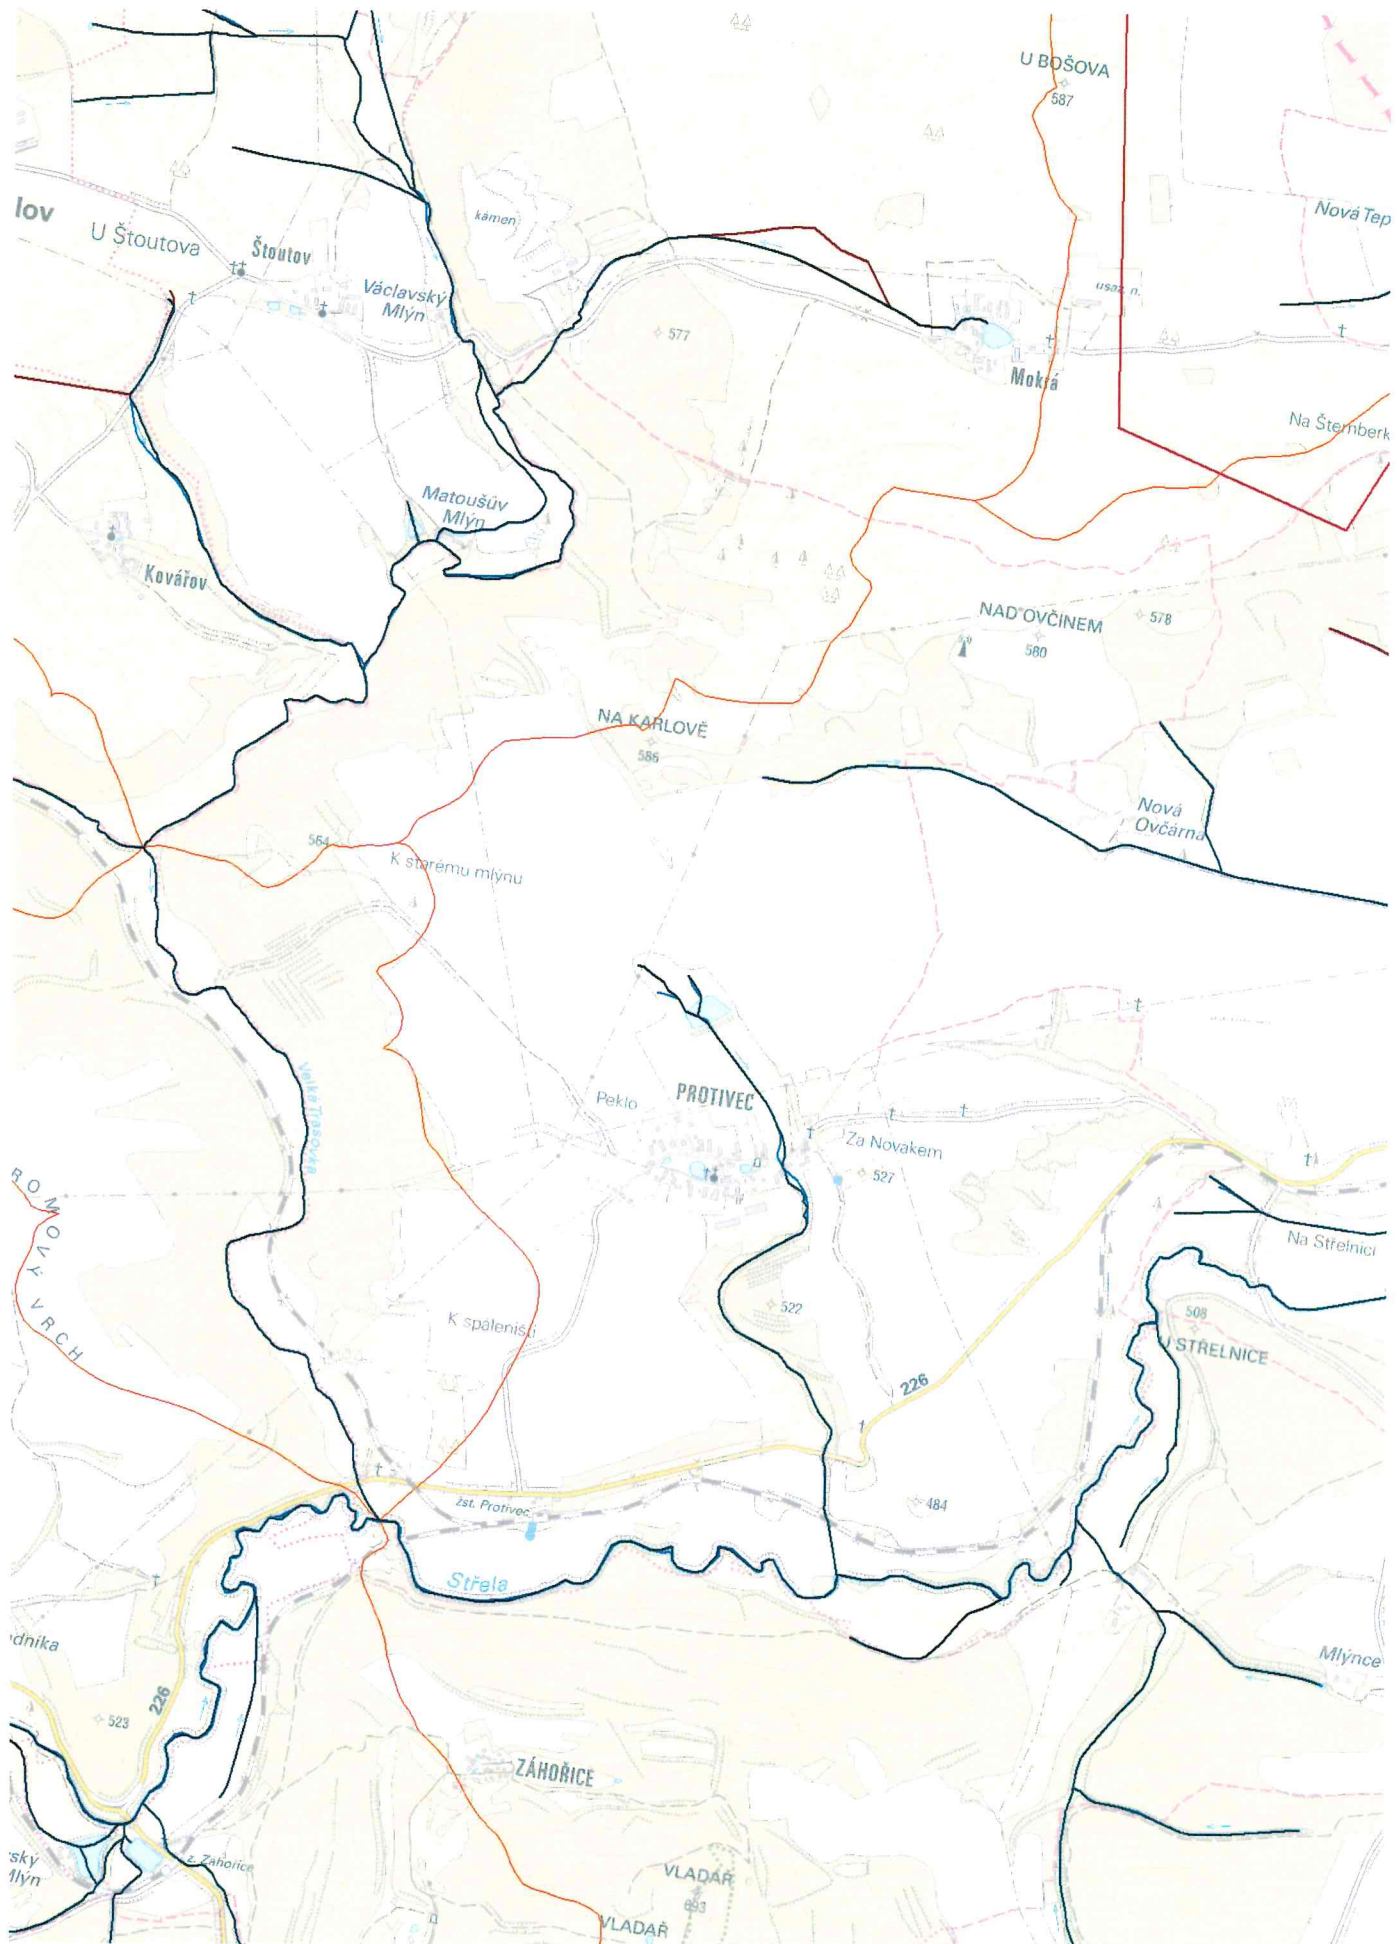 U BOŠOVA
587
Nová Tep
lov
U Štoutova
Štoutov
kámen
Václavský
Mlýn
577
usaz. n.
Mokrá
Na Štemberk
Matoušův
Mlýn
Kovářov
NAD OVČÍNEM
578
580
NA KARLOVĚ
586
Nová
Ovčárna
564
K starému mlýnu
Velká Trasovka
Peklo
PROTIVEC
Za Novakem
527
ROMOVÝ VRCH
Na Střelnici
522
508
U STŘELNICE
K spáleništi
226
484
žst. Protivec
Střela
dníka
Mlýnce
226
523
ZÁHOŘICE
z. Záhořice
ský
Mlýn
VLADAŘ
693
VLADAŘ